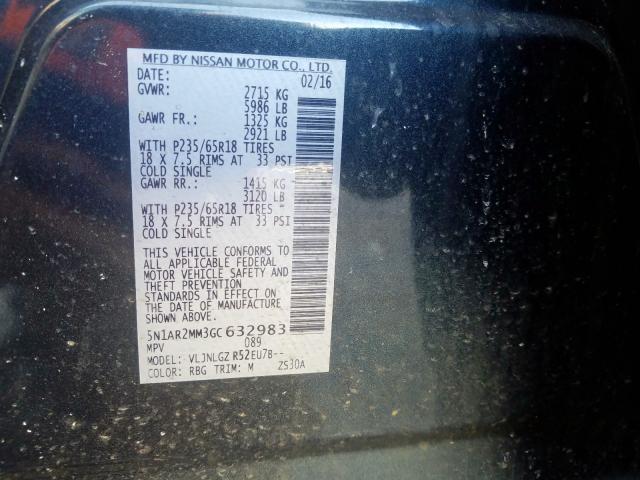 MFD BY NISSAN MOTOR CO., LTD.
DATE: 02/16
GVWR: 2715 KG
5986 LB
GAWR FR.: 1325 KG
2921 LB
WITH P235/65R18 TIRES
18 X 7.5 RIMS AT 33 PSI
COLD SINGLE
GAWR RR.: 1415 KG
3120 LB
WITH P235/65R18 TIRES
18 X 7.5 RIMS AT 33 PSI
COLD SINGLE
THIS VEHICLE CONFORMS TO
ALL APPLICABLE FEDERAL
MOTOR VEHICLE SAFETY AND
THEFT PREVENTION
STANDARDS IN EFFECT ON
THE DATE OF MANUFACTURE
SHOWN ABOVE.
5N1AR2MM3GC632983
MPV 089
MODEL: VLJNLGZ R52EU7B--
COLOR: RBG TRIM: M ZS30A